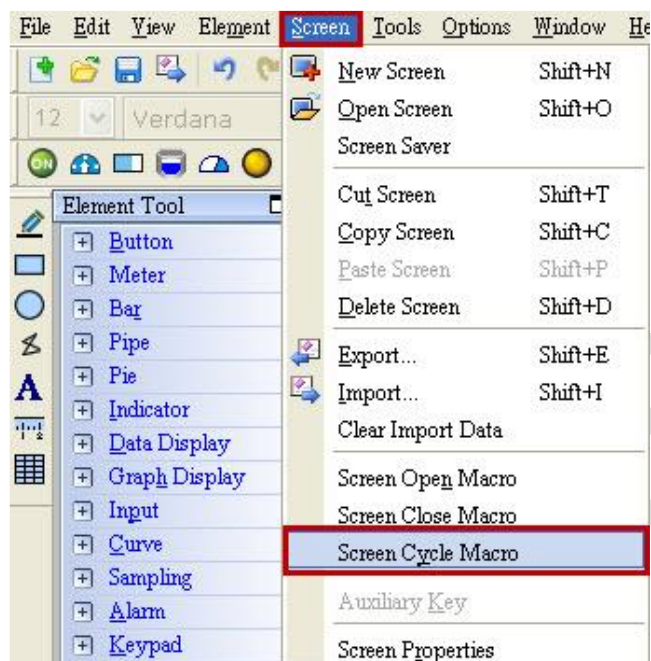 File Edit View Element Screen Tools Options Window He
12 Verdana
ON
Element Tool
Button
Meter
Bar
Pipe
Pie
Indicator
Data Display
Graph Display
Input
Curve
Sampling
Alarm
Keypad
A
New Screen Shift+N
Open Screen Shift+O
Screen Saver
Cut Screen Shift+T
Copy Screen Shift+C
Paste Screen Shift+P
Delete Screen Shift+D
Export... Shift+E
Import... Shift+I
Clear Import Data
Screen Open Macro
Screen Close Macro
Screen Cycle Macro
Auxiliary Key
Screen Properties